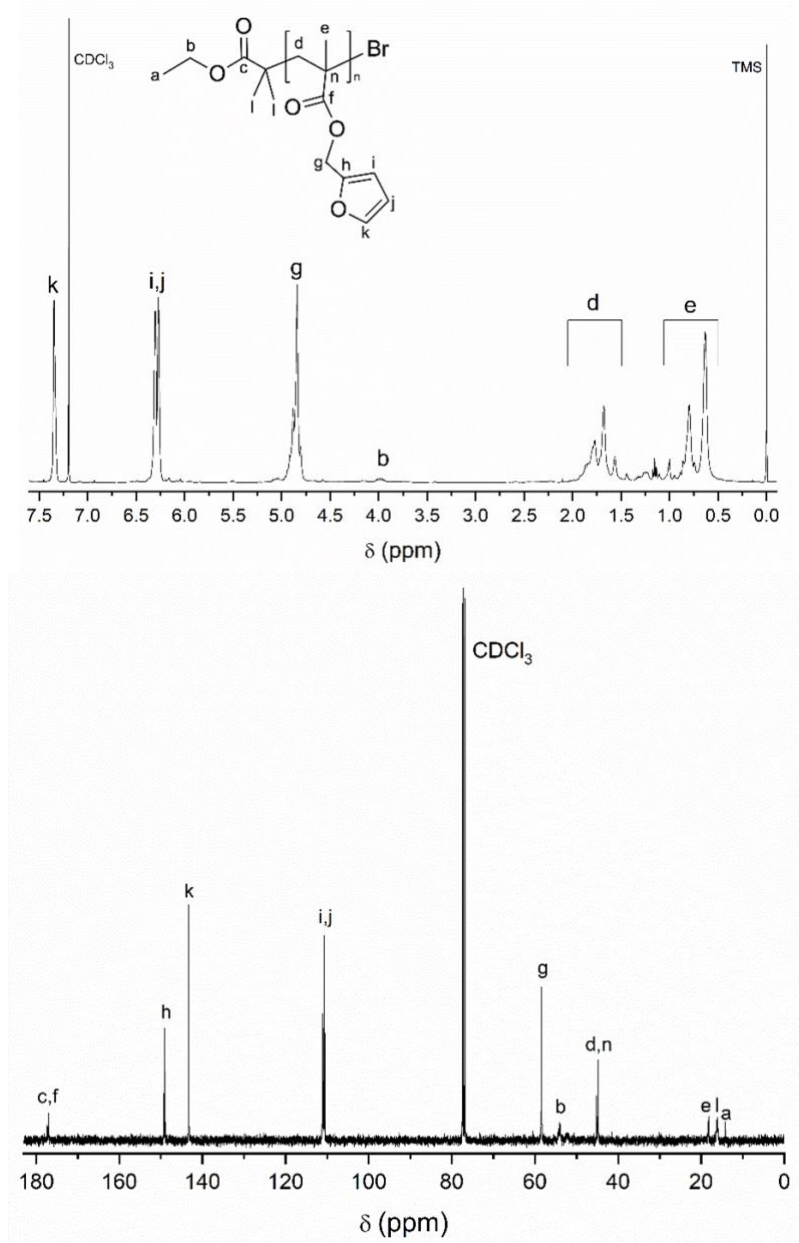 O
b
d
e
Br
CDCl3
TMS
a
O
c
n
n
l
l
O
f
O
g
h
i
O
j
k
k
i,j
g
b
d
e
7.5 7.0 6.5 6.0 5.5 5.0 4.5 4.0 3.5 3.0 2.5 2.0 1.5 1.0 0.5 0.0
δ (ppm)
CDCl3
k
i,j
h
g
d,n
c,f
b
e l a
180 160 140 120 100 80 60 40 20 0
δ (ppm)